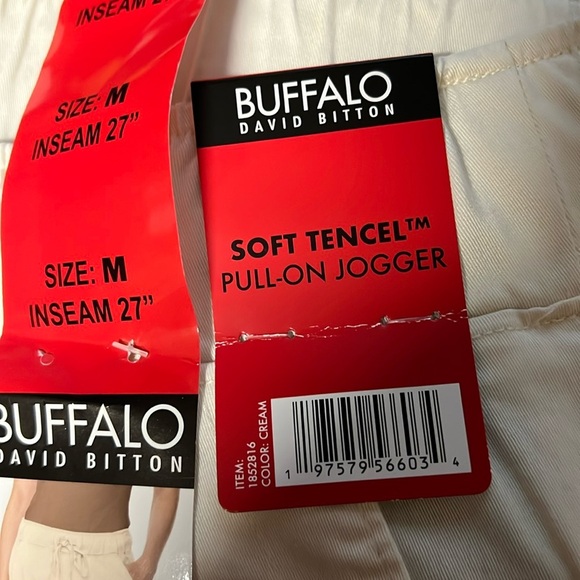 INSEAM 27"
SIZE: M
INSEAM 27"
SIZE: M
INSEAM 27"
BUFFALO
DAVID BITTON
BUFFALO
DAVID BITTON
SOFT TENCEL™
PULL-ON JOGGER
ITEM:
1852816
COLOR: CREAM
1 97579 56603 4